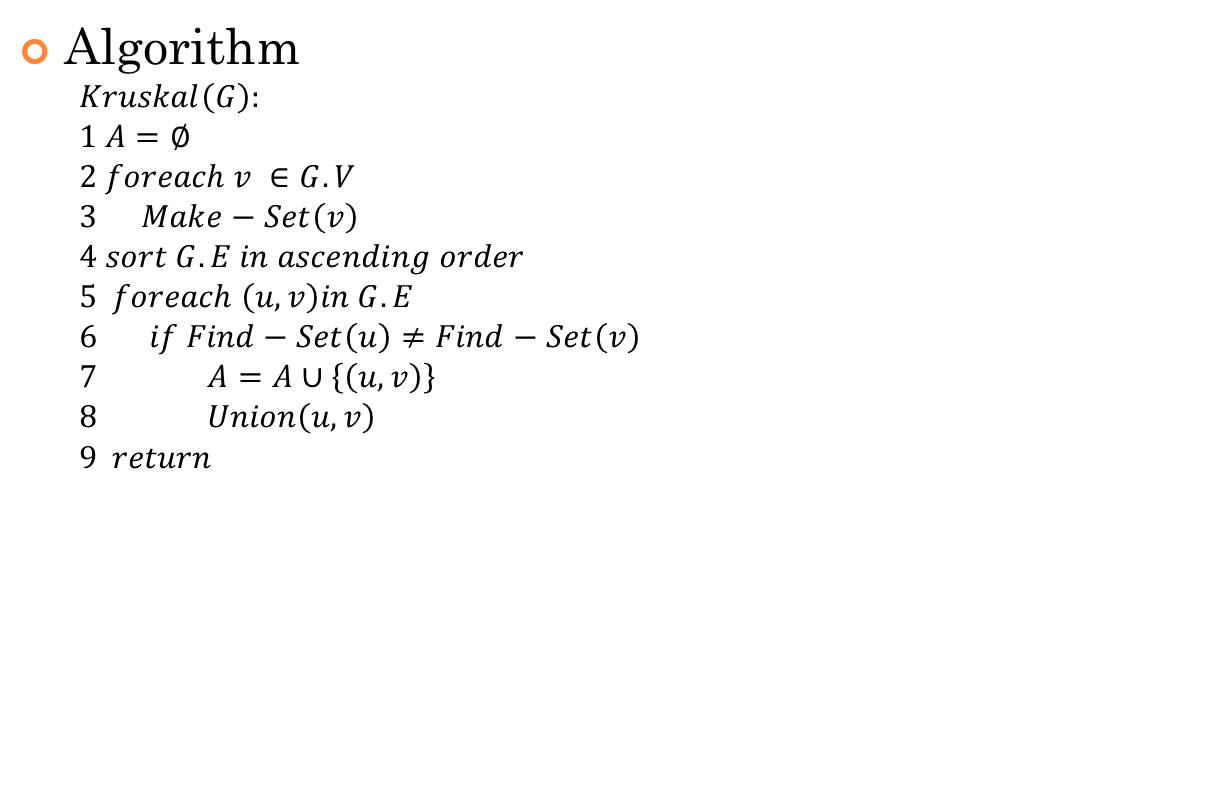 Algorithm
Kruskal(G):
1 A = ∅
2 foreach v ∈ G.V
3 Make − Set(v)
4 sort G.E in ascending order
5 foreach (u, v)in G.E
6 if Find − Set(u) ≠ Find − Set(v)
7 A = A ∪ {(u, v)}
8 Union(u, v)
9 return